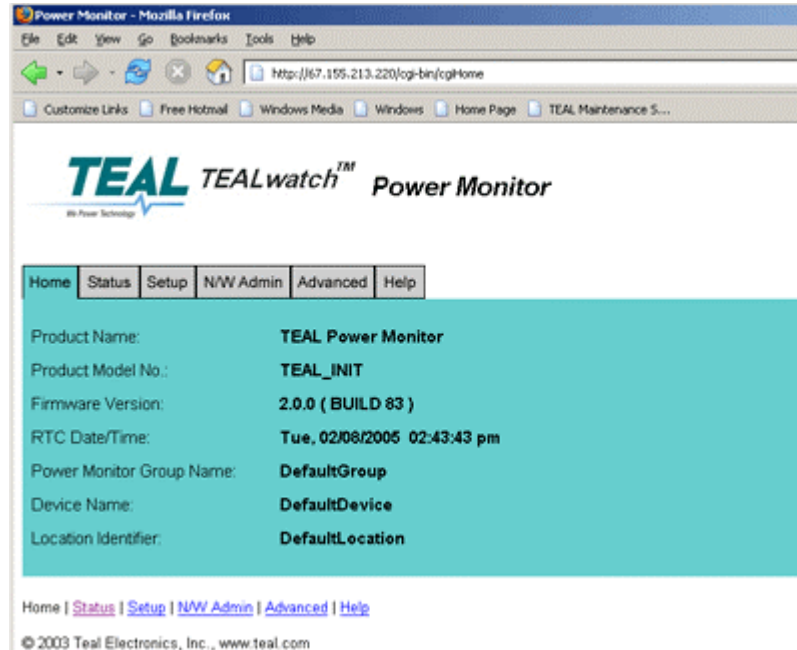 Power Monitor - Mozilla Firefox
File Edit View Go Bookmarks Tools Help
http://67.155.213.220/cgi-bin/cgiHome
Customize Links Free Hotmail Windows Media Windows Home Page TEAL Maintenance S...
TEAL TEALwatch™ Power Monitor
We Power Technology
Home Status Setup N/W Admin Advanced Help
Product Name: TEAL Power Monitor
Product Model No.: TEAL_INIT
Firmware Version: 2.0.0 ( BUILD 83 )
RTC Date/Time: Tue, 02/08/2005 02:43:43 pm
Power Monitor Group Name: DefaultGroup
Device Name: DefaultDevice
Location Identifier: DefaultLocation
Home | Status | Setup | N/W Admin | Advanced | Help
© 2003 Teal Electronics, Inc., www.teal.com